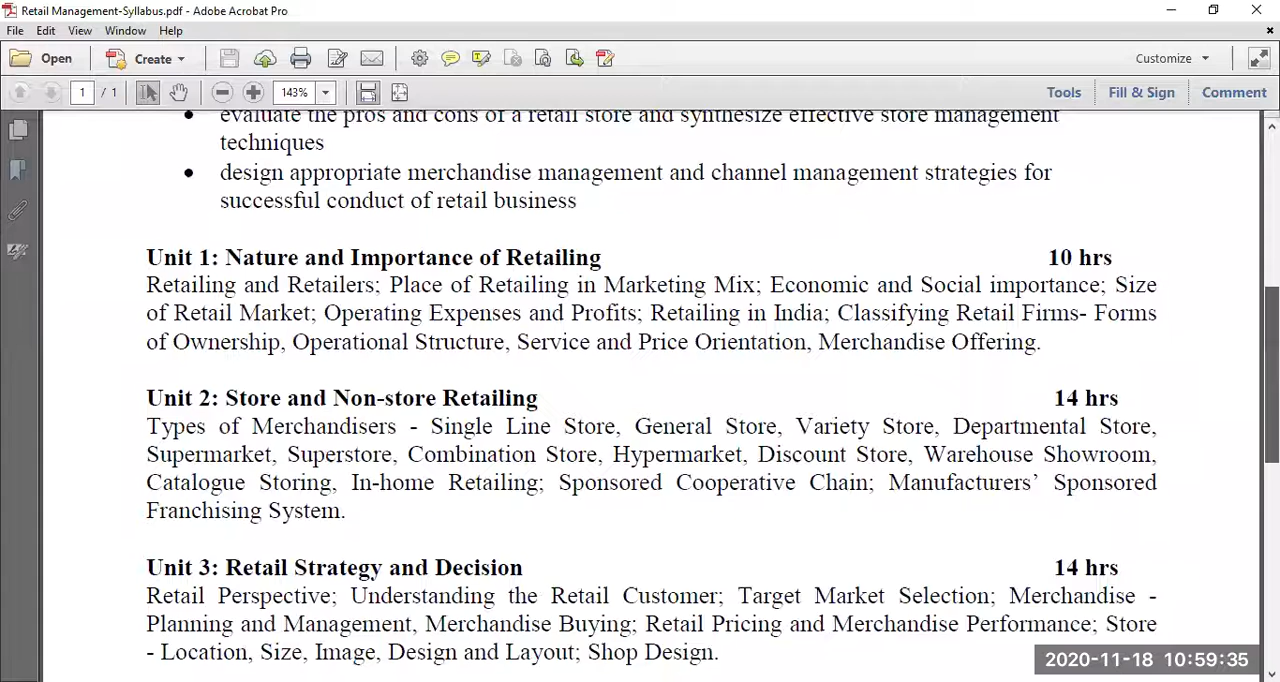 Retail Management-Syllabus.pdf - Adobe Acrobat Pro
File Edit View Window Help
Open Create Customize
1 / 1 143% Tools Fill & Sign Comment
evaluate the pros and cons of a retail store and synthesize effective store management
techniques
design appropriate merchandise management and channel management strategies for
successful conduct of retail business
Unit 1: Nature and Importance of Retailing 10 hrs
Retailing and Retailers; Place of Retailing in Marketing Mix; Economic and Social importance; Size
of Retail Market; Operating Expenses and Profits; Retailing in India; Classifying Retail Firms- Forms
of Ownership, Operational Structure, Service and Price Orientation, Merchandise Offering.
Unit 2: Store and Non-store Retailing 14 hrs
Types of Merchandisers - Single Line Store, General Store, Variety Store, Departmental Store,
Supermarket, Superstore, Combination Store, Hypermarket, Discount Store, Warehouse Showroom,
Catalogue Storing, In-home Retailing; Sponsored Cooperative Chain; Manufacturers’ Sponsored
Franchising System.
Unit 3: Retail Strategy and Decision 14 hrs
Retail Perspective; Understanding the Retail Customer; Target Market Selection; Merchandise -
Planning and Management, Merchandise Buying; Retail Pricing and Merchandise Performance; Store
- Location, Size, Image, Design and Layout; Shop Design.
2020-11-18 10:59:35